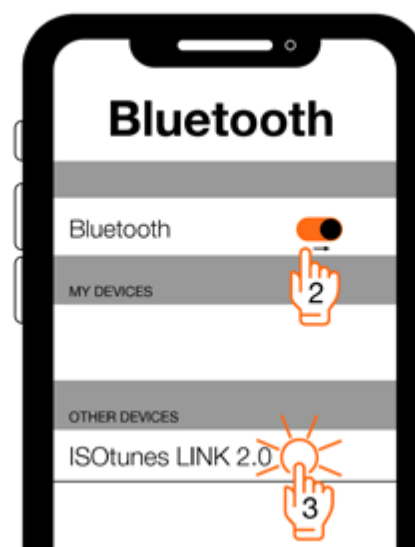 Bluetooth
Bluetooth
2
MY DEVICES
OTHER DEVICES
ISOtunes LINK 2.0
3